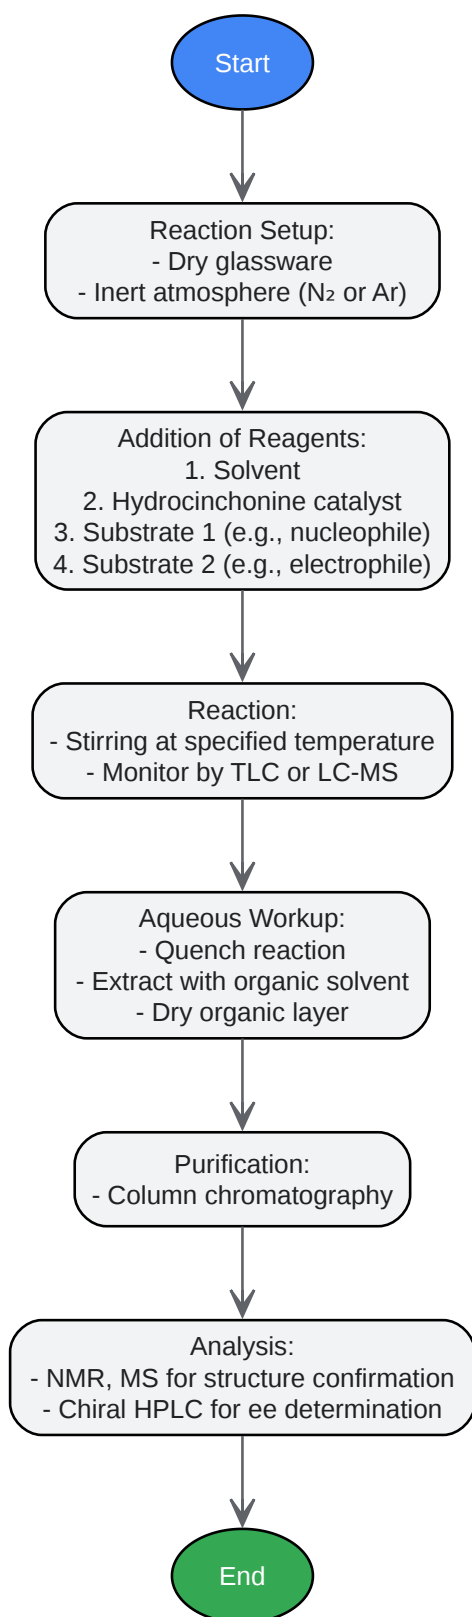 Start
Reaction Setup:
- Dry glassware
- Inert atmosphere (N₂ or Ar)
Addition of Reagents:
1. Solvent
2. Hydrocinchonine catalyst
3. Substrate 1 (e.g., nucleophile)
4. Substrate 2 (e.g., electrophile)
Reaction:
- Stirring at specified temperature
- Monitor by TLC or LC-MS
Aqueous Workup:
- Quench reaction
- Extract with organic solvent
- Dry organic layer
Purification:
- Column chromatography
Analysis:
- NMR, MS for structure confirmation
- Chiral HPLC for ee determination
End